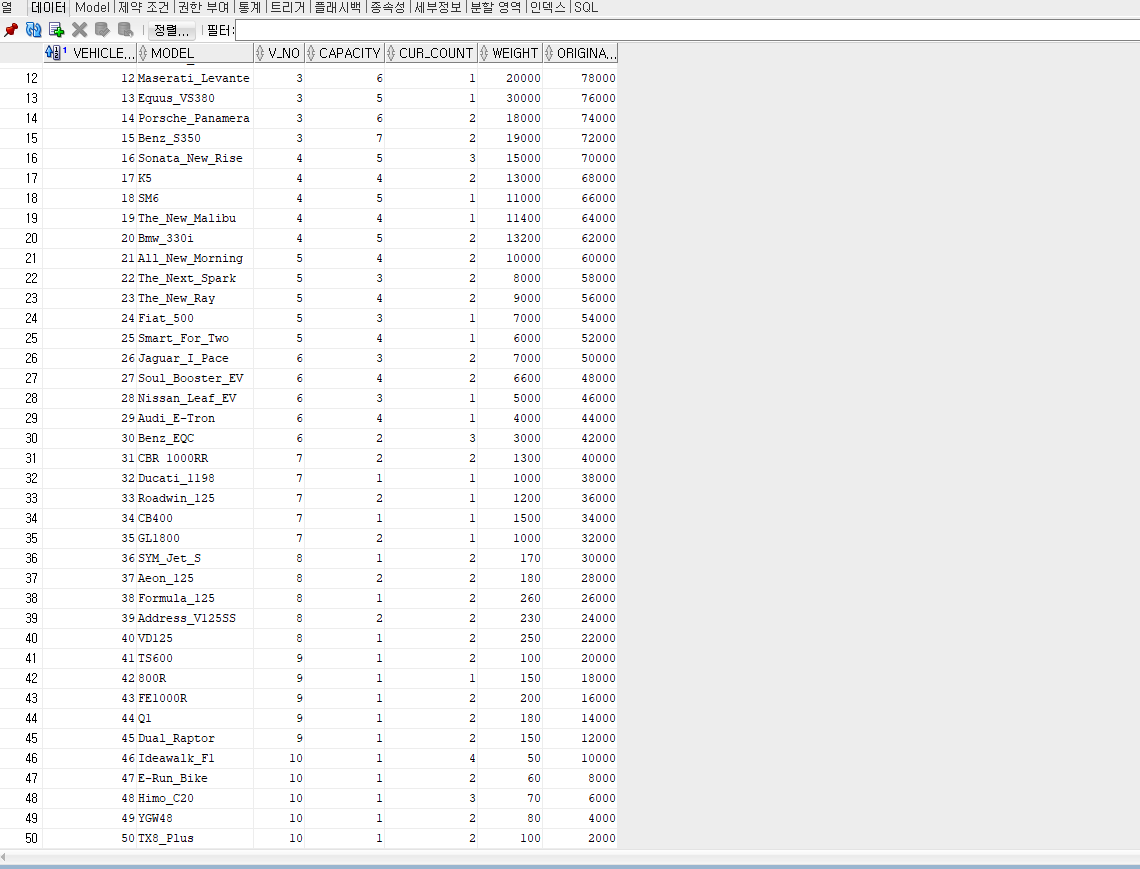 열 데이터 Model 제약 조건 권한 부여 통계 트리거 플래시백 종속성 세부정보 분할 영역 인덱스 SQL
정렬... 필터:
1 VEHICLE... MODEL V_NO CAPACITY CUR_COUNT WEIGHT ORIGINA...
12 12 Maserati_Levante 3 6 1 20000 78000
13 13 Equus_VS380 3 5 1 30000 76000
14 14 Porsche_Panamera 3 6 2 18000 74000
15 15 Benz_S350 3 7 2 19000 72000
16 16 Sonata_New_Rise 4 5 3 15000 70000
17 17 K5 4 4 2 13000 68000
18 18 SM6 4 5 1 11000 66000
19 19 The_New_Malibu 4 4 1 11400 64000
20 20 Bmw_330i 4 5 2 13200 62000
21 21 All_New_Morning 5 4 2 10000 60000
22 22 The_Next_Spark 5 3 2 8000 58000
23 23 The_New_Ray 5 4 2 9000 56000
24 24 Fiat_500 5 3 1 7000 54000
25 25 Smart_For_Two 5 4 1 6000 52000
26 26 Jaguar_I_Pace 6 3 2 7000 50000
27 27 Soul_Booster_EV 6 4 2 6600 48000
28 28 Nissan_Leaf_EV 6 3 1 5000 46000
29 29 Audi_E-Tron 6 4 1 4000 44000
30 30 Benz_EQC 6 2 3 3000 42000
31 31 CBR 1000RR 7 2 2 1300 40000
32 32 Ducati_1198 7 1 1 1000 38000
33 33 Roadwin_125 7 2 1 1200 36000
34 34 CB400 7 1 1 1500 34000
35 35 GL1800 7 2 1 1000 32000
36 36 SYM_Jet_S 8 1 2 170 30000
37 37 Aeon_125 8 2 2 180 28000
38 38 Formula_125 8 1 2 260 26000
39 39 Address_V125SS 8 2 2 230 24000
40 40 VD125 8 1 2 250 22000
41 41 TS600 9 1 2 100 20000
42 42 800R 9 1 1 150 18000
43 43 FE1000R 9 1 2 200 16000
44 44 Q1 9 1 2 180 14000
45 45 Dual_Raptor 9 1 2 150 12000
46 46 Ideawalk_F1 10 1 4 50 10000
47 47 E-Run_Bike 10 1 2 60 8000
48 48 Himo_C20 10 1 3 70 6000
49 49 YGW48 10 1 2 80 4000
50 50 TX8_Plus 10 1 2 100 2000